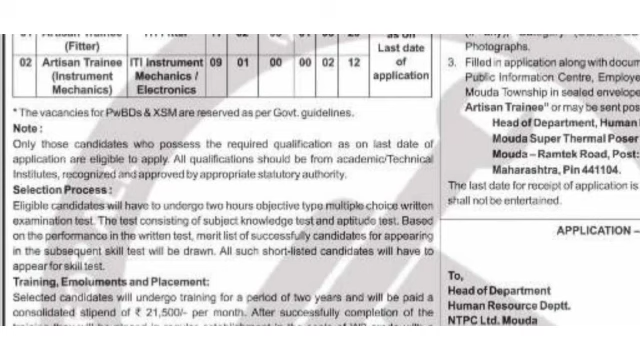 (Fitter)
Last date
02 Artisan Trainee ITI Instrument 09 01 00 00 02 12 of
(Instrument Mechanics / application
Mechanics) Electronics
* The vacancies for PwBDs & XSM are reserved as per Govt. guidelines.
Note :
Only those candidates who possess the required qualification as on last date of
application are eligible to apply. All qualifications should be from academic/Technical
Institutes, recognized and approved by appropriate statutory authority.
Selection Process :
Eligible candidates will have to undergo two hours objective type multiple choice written
examination test. The test consisting of subject knowledge test and aptitude test. Based
on the performance in the written test, merit list of successfully candidates for appearing
in the subsequent skill test will be drawn. All such short-listed candidates will have to
appear for skill test.
Training, Emoluments and Placement:
Selected candidates will undergo training for a period of two years and will be paid a
consolidated stipend of ₹ 21,500/- per month. After successfully completion of the
Photographs.
3. Filled in application along with docum
Public Information Centre, Employe
Mouda Township in sealed envelope
Artisan Trainee" or may be sent pos
Head of Department, Human
Mouda Super Thermal Poser
Mouda – Ramtek Road, Post:
Maharashtra, Pin 441104.
The last date for receipt of application is
shall not be entertained.
APPLICATION –
To,
Head of Department
Human Resource Deptt.
NTPC Ltd. Mouda